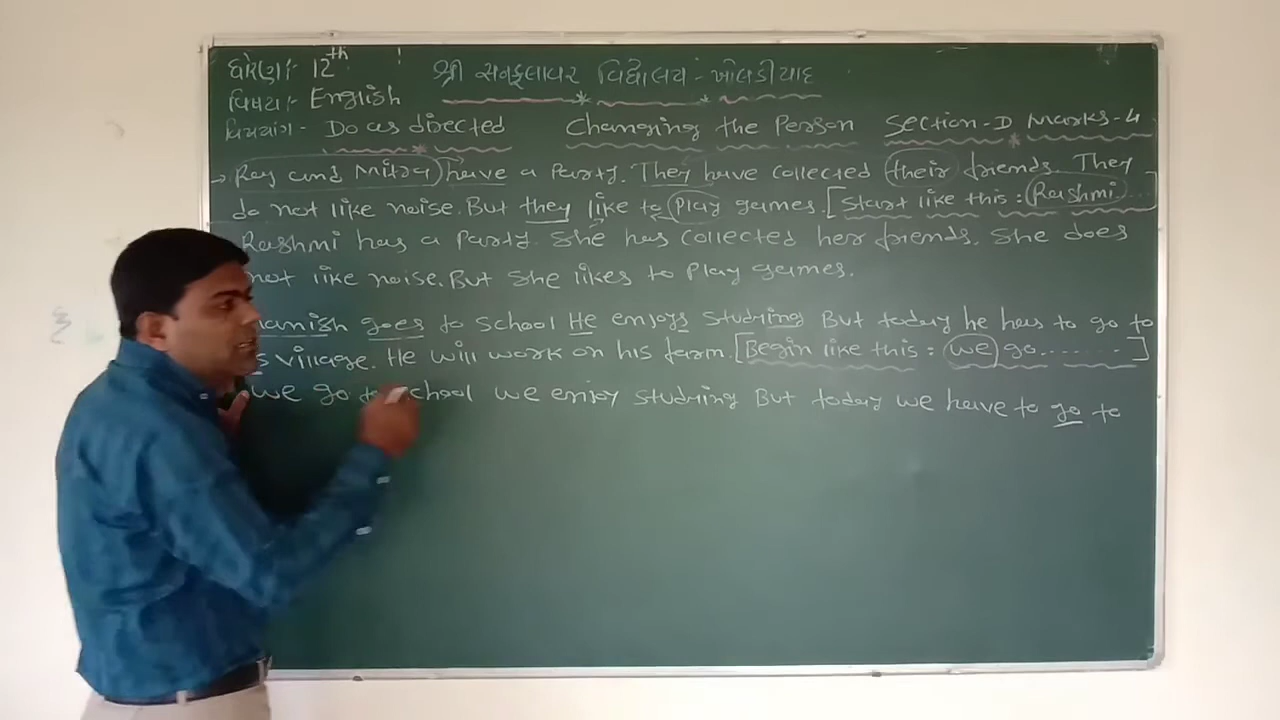 ધોરણ:- 12th
શ્રી સનફલાવર વિદ્યાલય - ખોલડીયાદ
વિષય:- English
વિષયાંગ - Do as directed Changing the Person Section-D Marks-4
→ Raj and Mitra have a Party. They have collected their friends. They
do not like noise. But they like to play games. [Start like this : Rashmi....]
Rashmi has a Party. She has collected her friends. She does
not like noise. But she likes to play games.
goes to school He enjoys studying But today he has to go to
village. He will work on his farm. [Begin like this : we go........]
we go to school we enjoy studying But today we have to go to